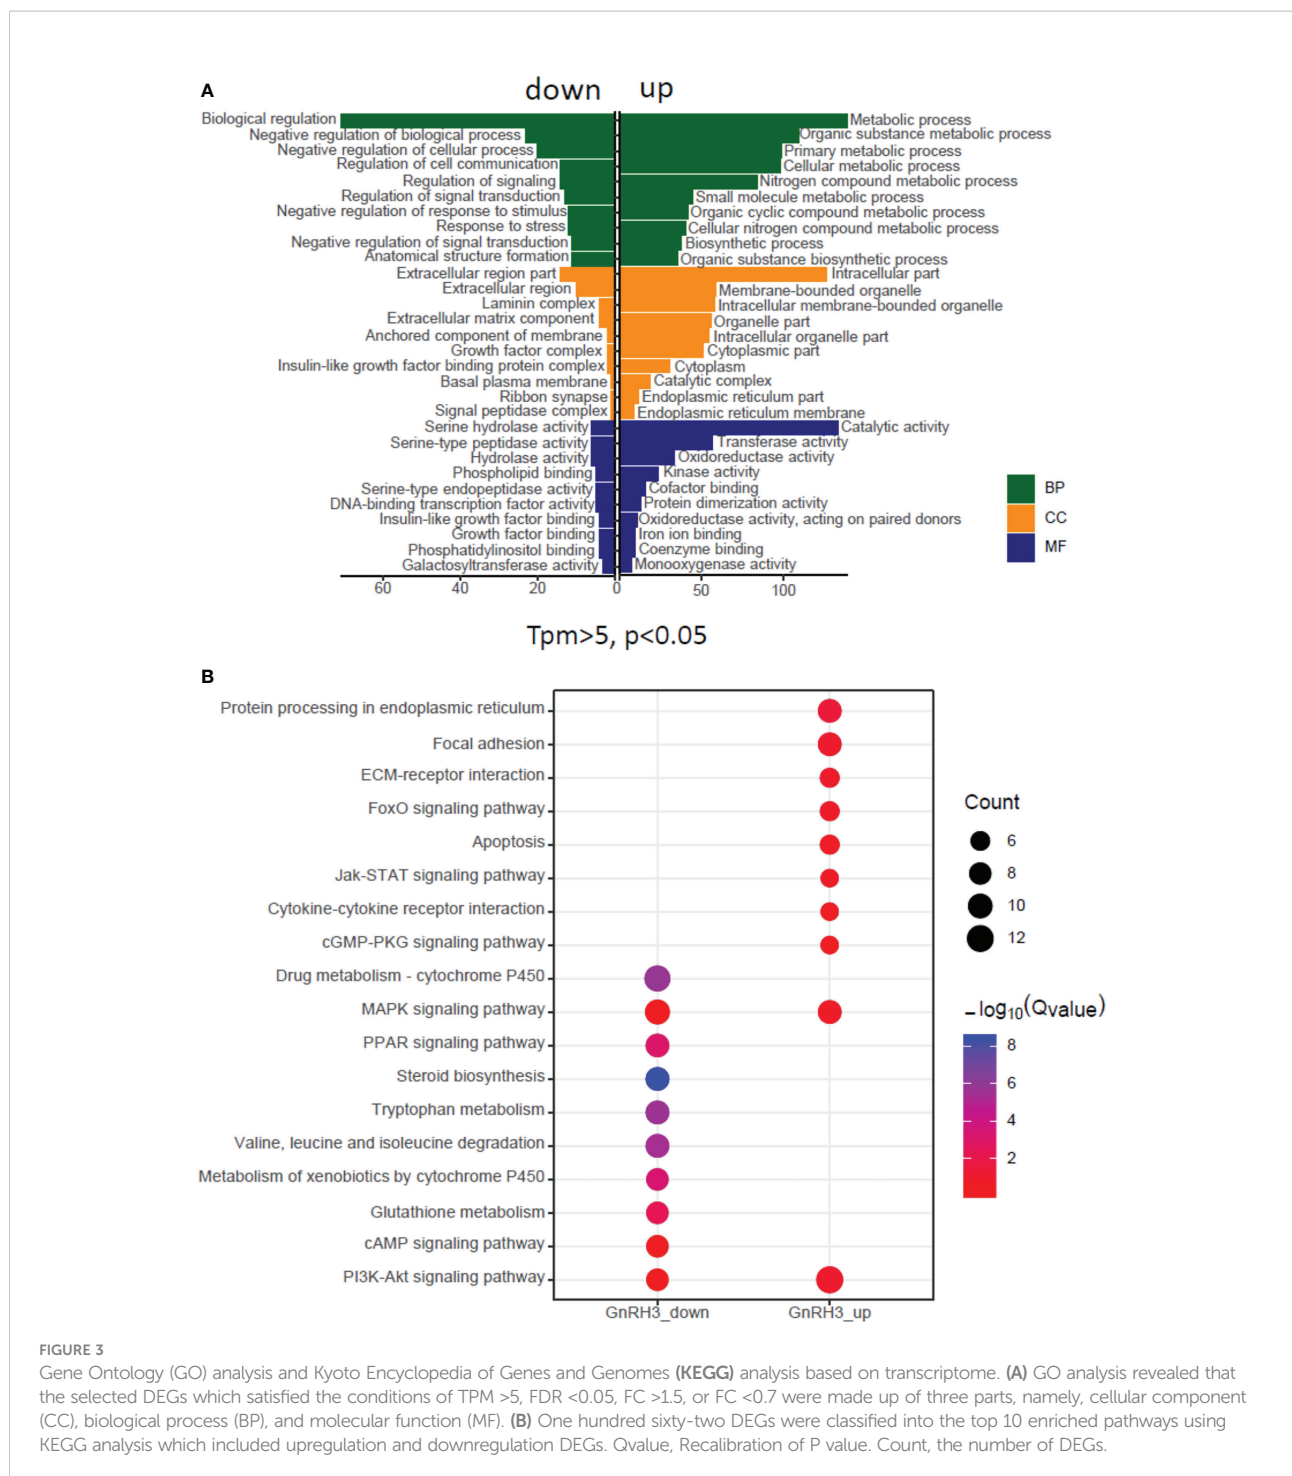 A
down up
Biological regulation Metabolic process
Negative regulation of biological process Organic substance metabolic process
Negative regulation of cellular process Primary metabolic process
Regulation of cell communication Cellular metabolic process
Regulation of signaling Nitrogen compound metabolic process
Regulation of signal transduction Small molecule metabolic process
Negative regulation of response to stimulus Organic cyclic compound metabolic process
Response to stress Cellular nitrogen compound metabolic process
Negative regulation of signal transduction Biosynthetic process
Anatomical structure formation Organic substance biosynthetic process
Extracellular region part Intracellular part
Extracellular region Membrane-bounded organelle
Laminin complex Intracellular membrane-bounded organelle
Extracellular matrix component Organelle part
Anchored component of membrane Intracellular organelle part
Growth factor complex Cytoplasmic part
Insulin-like growth factor binding protein complex Cytoplasm
Basal plasma membrane Catalytic complex
Ribbon synapse Endoplasmic reticulum part
Signal peptidase complex Endoplasmic reticulum membrane
Serine hydrolase activity Catalytic activity
Serine-type peptidase activity Transferase activity
Hydrolase activity Oxidoreductase activity
Phospholipid binding Kinase activity
Serine-type endopeptidase activity Cofactor binding
DNA-binding transcription factor activity Protein dimerization activity
Insulin-like growth factor binding Oxidoreductase activity, acting on paired donors
Growth factor binding Iron ion binding
Phosphatidylinositol binding Coenzyme binding
Galactosyltransferase activity Monooxygenase activity
60 40 20 0 50 100
BP
CC
MF
Tpm>5, p<0.05
B
Protein processing in endoplasmic reticulum
Focal adhesion
ECM-receptor interaction
FoxO signaling pathway
Apoptosis
Jak-STAT signaling pathway
Cytokine-cytokine receptor interaction
cGMP-PKG signaling pathway
Drug metabolism - cytochrome P450
MAPK signaling pathway
PPAR signaling pathway
Steroid biosynthesis
Tryptophan metabolism
Valine, leucine and isoleucine degradation
Metabolism of xenobiotics by cytochrome P450
Glutathione metabolism
cAMP signaling pathway
PI3K-Akt signaling pathway
GnRH3_down GnRH3_up
Count
6
8
10
12
−log10(Qvalue)
8
6
4
2
FIGURE 3
Gene Ontology (GO) analysis and Kyoto Encyclopedia of Genes and Genomes (KEGG) analysis based on transcriptome. (A) GO analysis revealed that
the selected DEGs which satisfied the conditions of TPM >5, FDR <0.05, FC >1.5, or FC <0.7 were made up of three parts, namely, cellular component
(CC), biological process (BP), and molecular function (MF). (B) One hundred sixty-two DEGs were classified into the top 10 enriched pathways using
KEGG analysis which included upregulation and downregulation DEGs. Qvalue, Recalibration of P value. Count, the number of DEGs.